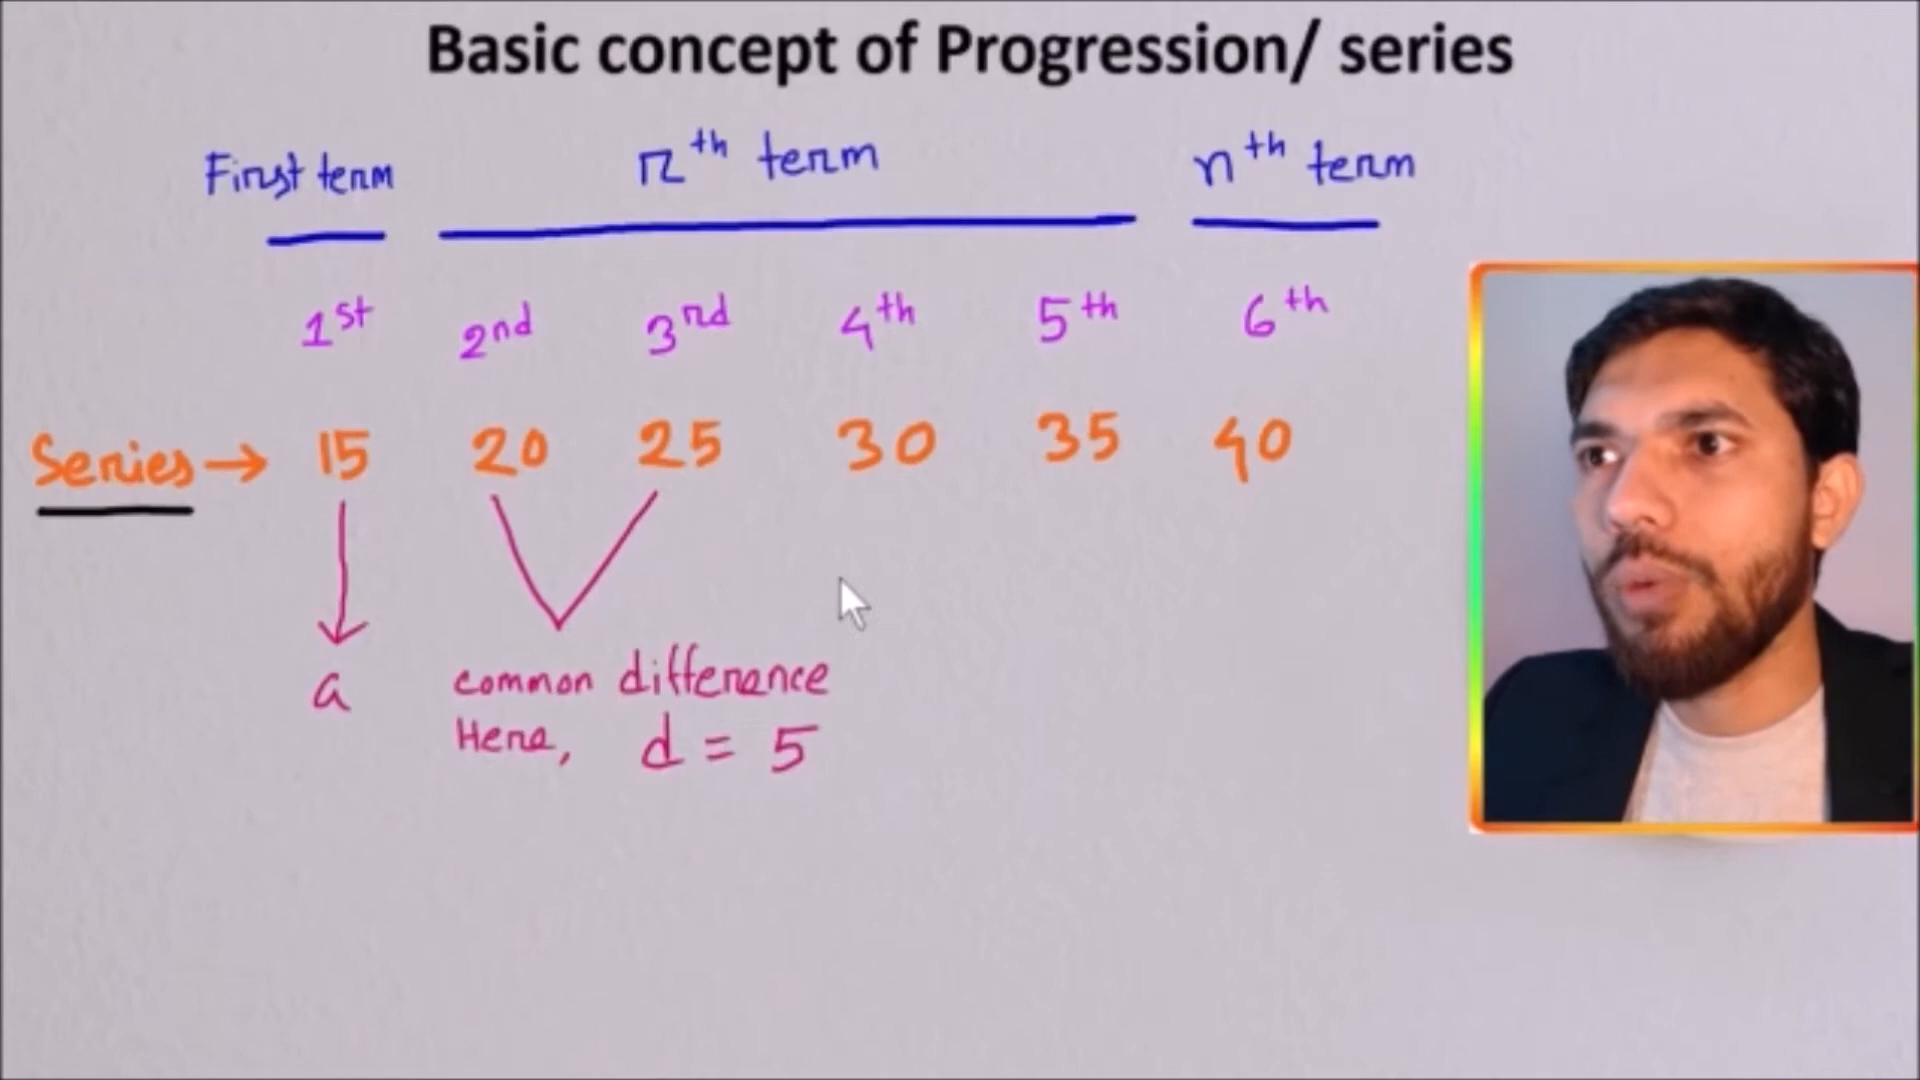 Basic concept of Progression/ series
First term rth term nth term
1st 2nd 3rd 4th 5th 6th
Series → 15 20 25 30 35 40
a common difference
Here, d = 5